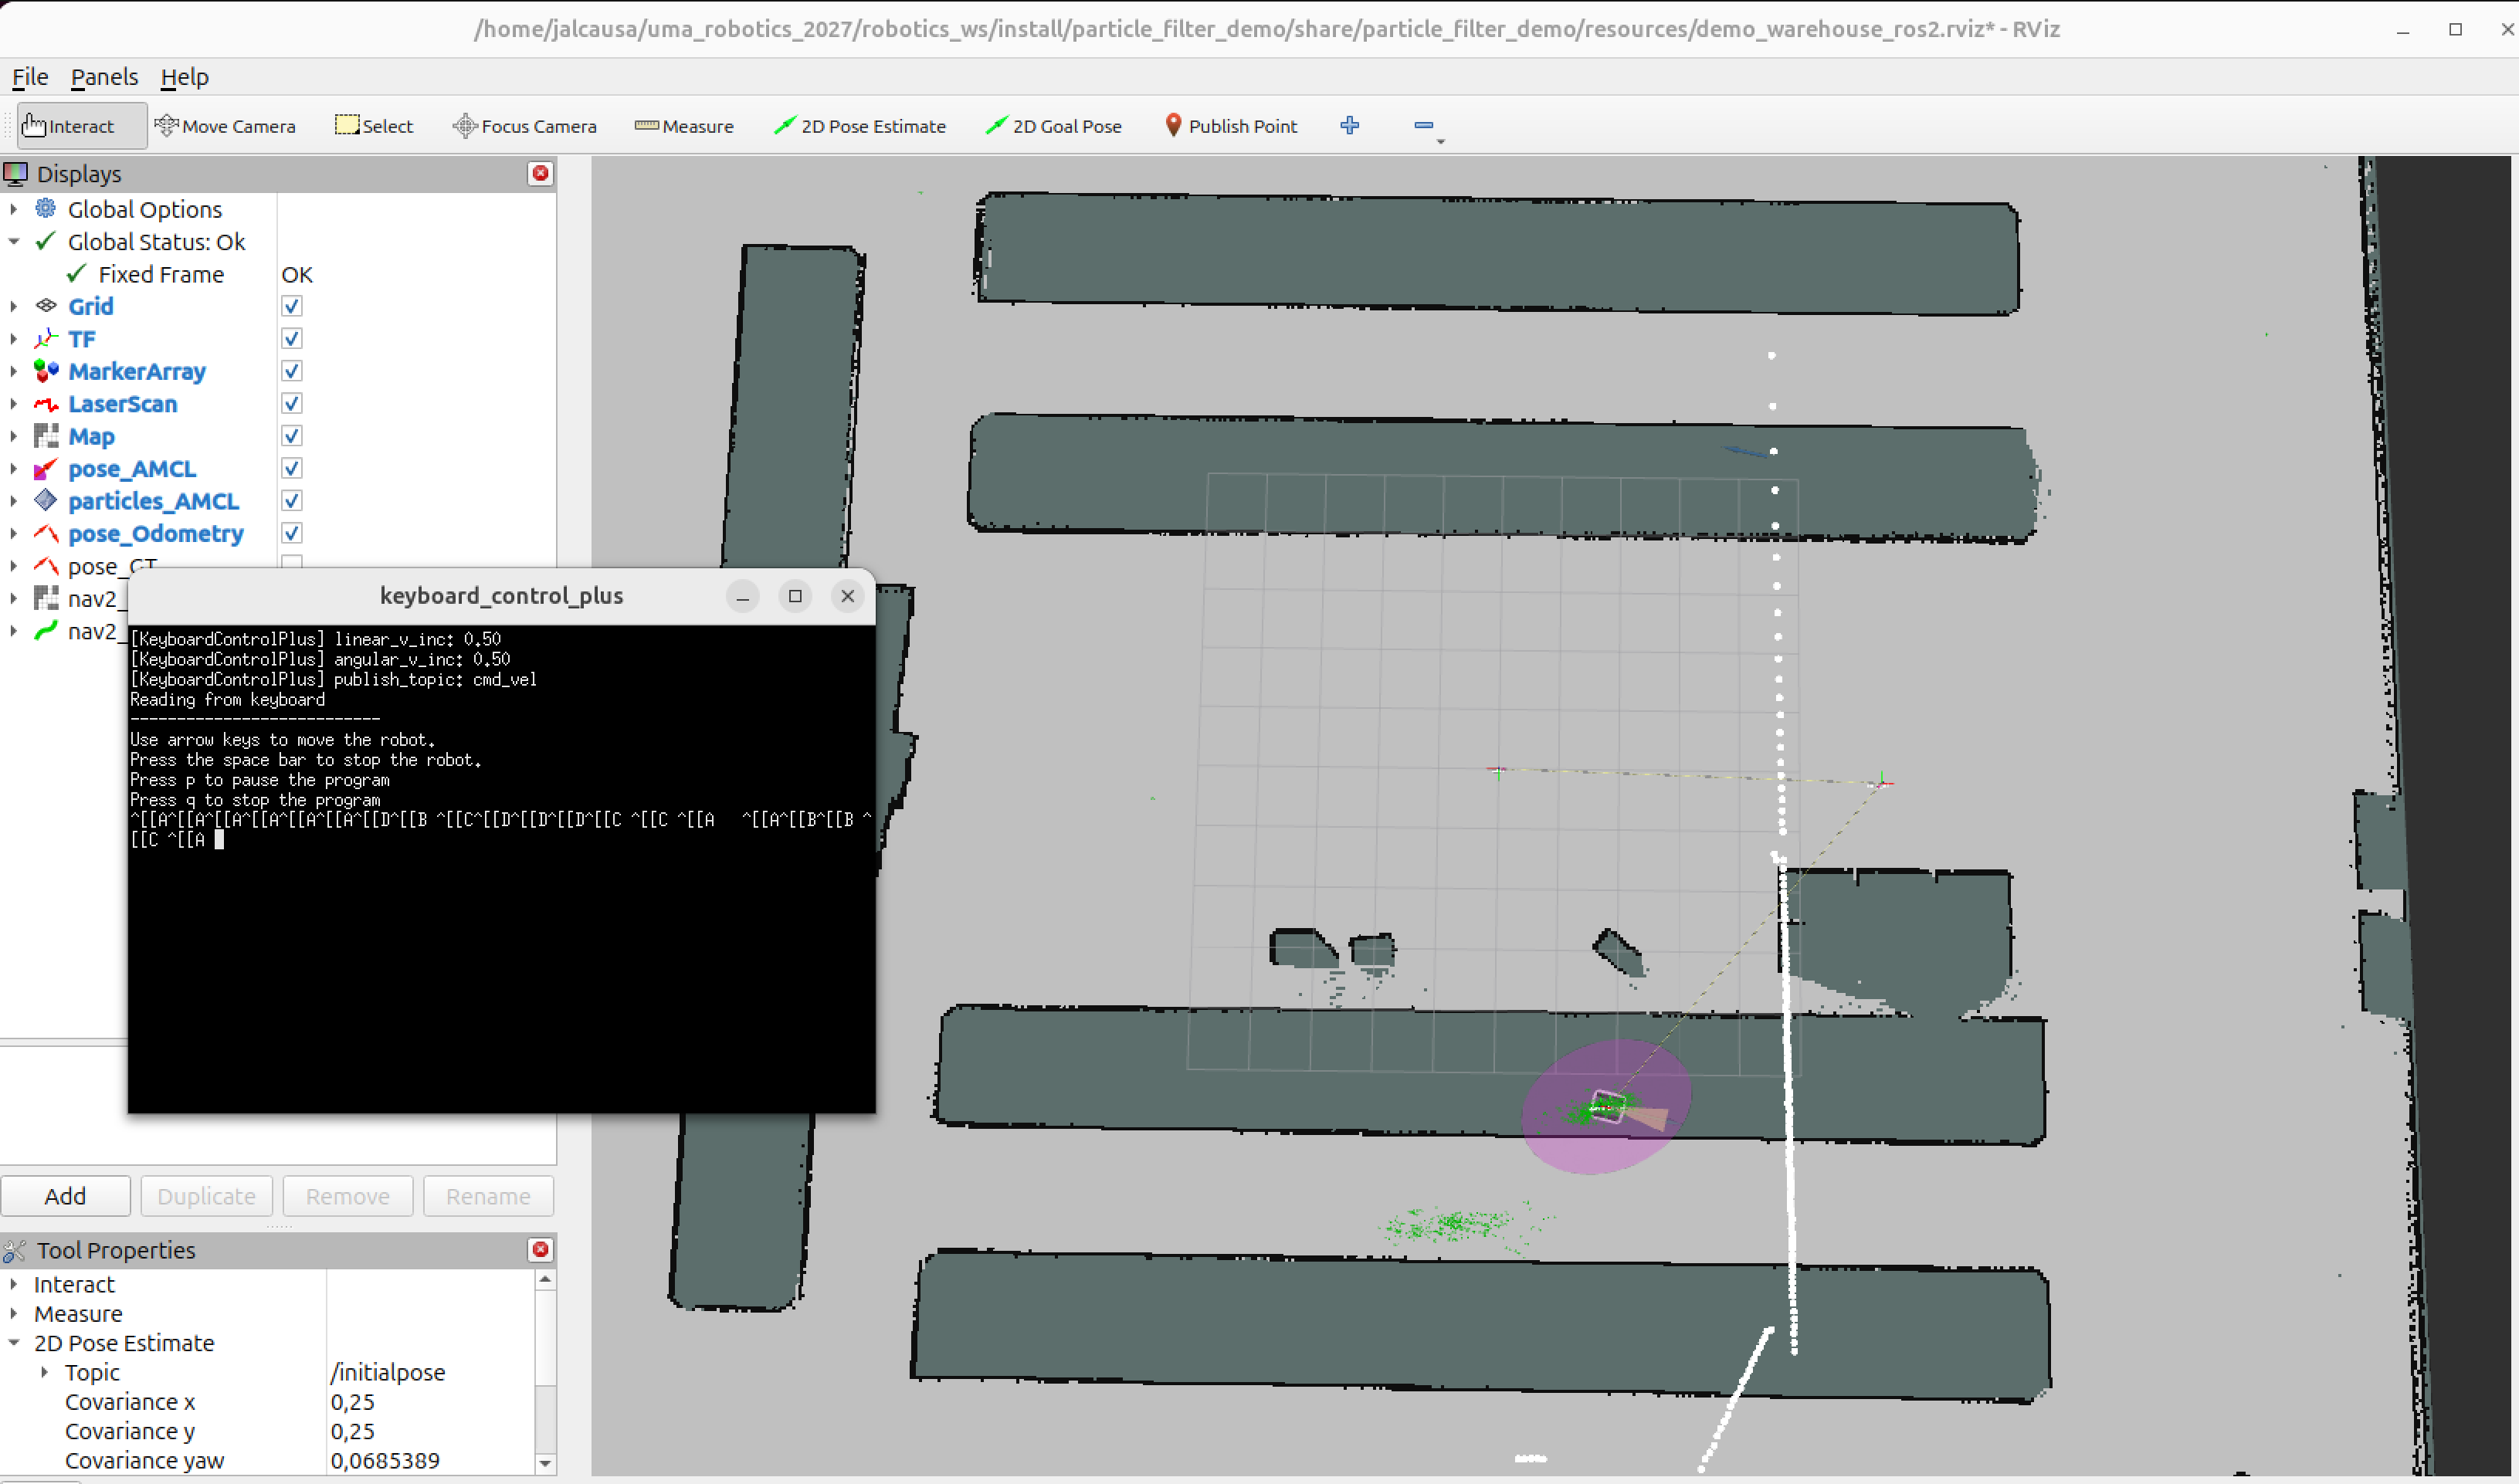 /home/jalcausa/uma_robotics_2027/robotics_ws/install/particle_filter_demo/share/particle_filter_demo/resources/demo_warehouse_ros2.rviz* - RViz
File Panels Help
Interact Move Camera Select Focus Camera Measure 2D Pose Estimate 2D Goal Pose Publish Point
Displays
Global Options
Global Status: Ok
Fixed Frame OK
Grid
TF
MarkerArray
LaserScan
Map
pose_AMCL
particles_AMCL
pose_Odometry
pose_GT
nav2_
nav2_
keyboard_control_plus
[KeyboardControlPlus] linear_v_inc: 0.50
[KeyboardControlPlus] angular_v_inc: 0.50
[KeyboardControlPlus] publish_topic: cmd_vel
Reading from keyboard
---------------------------
Use arrow keys to move the robot.
Press the space bar to stop the robot.
Press p to pause the program
Press q to stop the program
^[[A^[[A^[[A^[[A^[[A^[[A^[[D^[[B ^[[C^[[D^[[D^[[D^[[C ^[[C ^[[A   ^[[A^[[B^[[B ^
[[C ^[[A
Add Duplicate Remove Rename
Tool Properties
Interact
Measure
2D Pose Estimate
Topic /initialpose
Covariance x 0,25
Covariance y 0,25
Covariance yaw 0,0685389